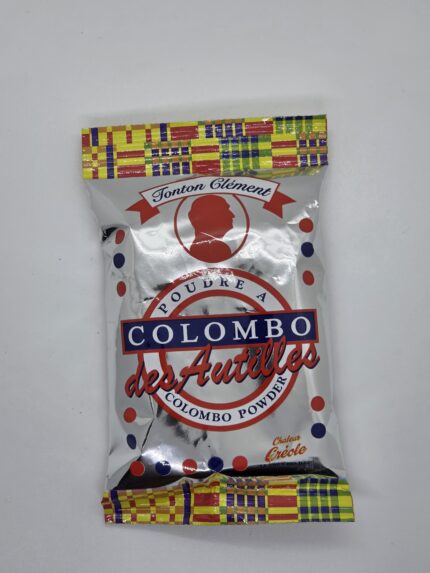 Tonton Clément
POUDRE A
COLOMBO
des Antilles
COLOMBO POWDER
Chaleur
Créole